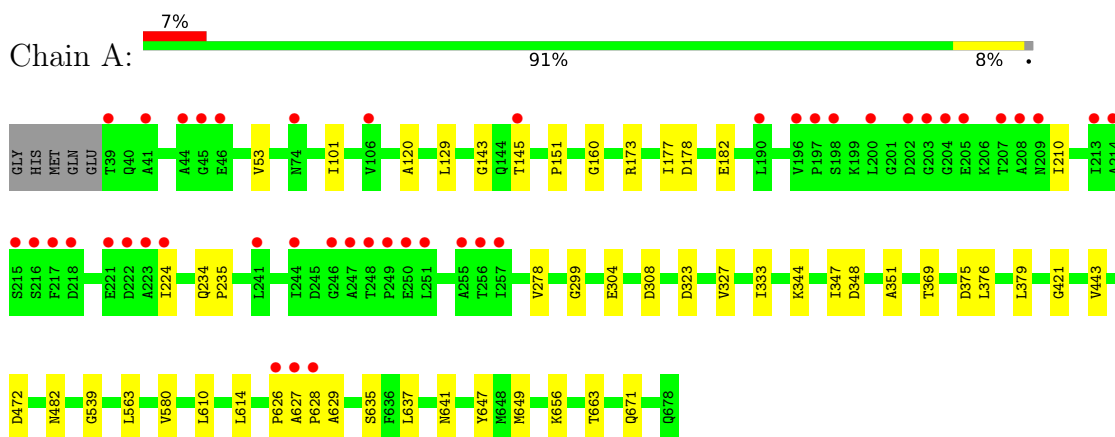 7%
Chain A:
91% 8% •
GLY HIS MET GLN GLU T39 Q40 A41 A44 G45 E46 V53 N74 I101 V106 A120 L129 G143 Q144 T145 P151 G160 R173 I177 D178 E182 L190 V196 P197 S198 K199 L200 G201 D202 G203 G204 E205 K206 T207 A208 N209 I210 I213 A214
S215 S216 F217 D218 E221 D222 A223 I224 Q234 P235 L241 I244 D245 G246 A247 T248 P249 E250 L251 A255 T256 I257 V278 G299 E304 D308 D323 V327 I333 K344 I347 D348 A351 T369 D375 L376 L379 G421 V443
D472 N482 G539 L563 V580 L610 L614 P626 A627 P628 A629 S635 F636 L637 N641 Y647 M648 M649 K656 T663 Q671 Q678